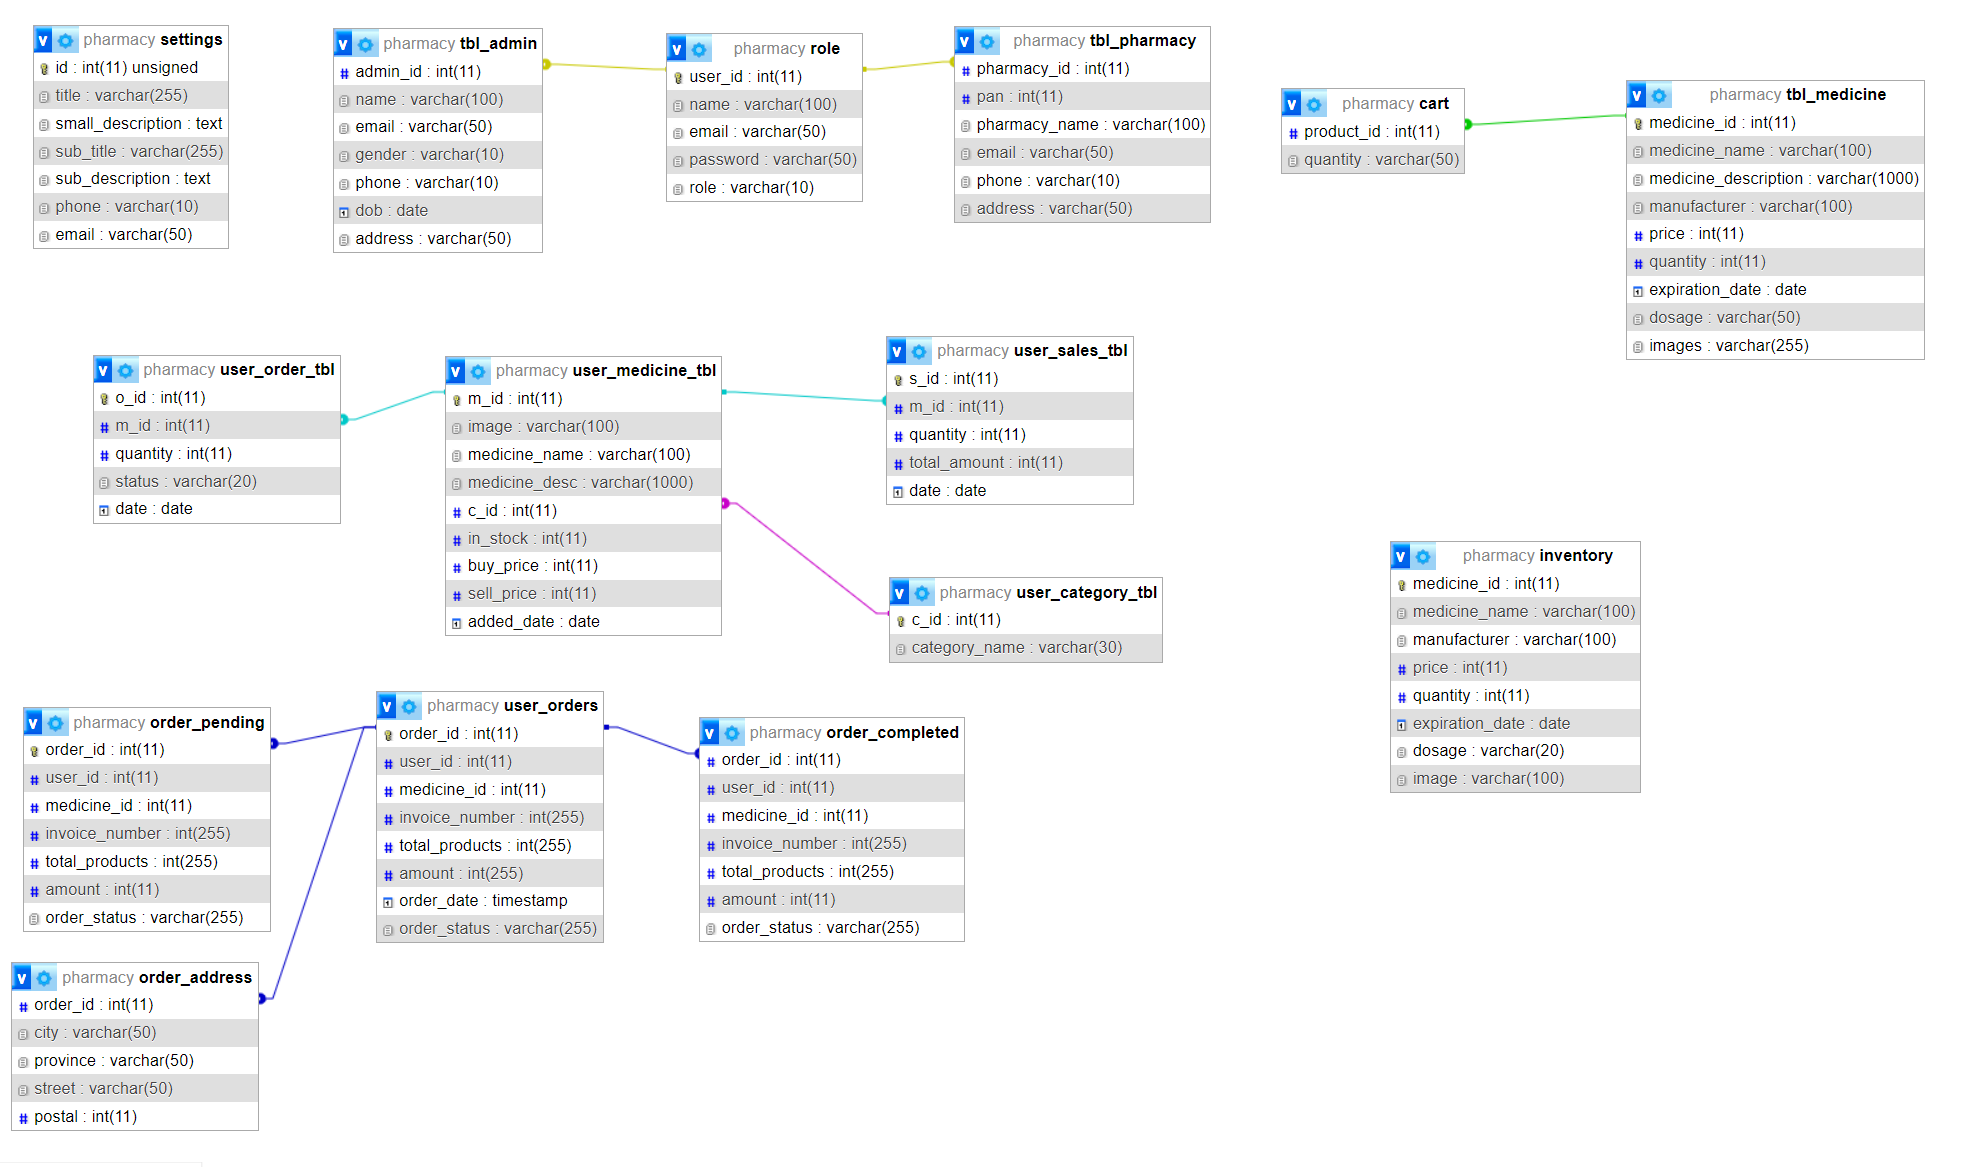 pharmacy settings
id : int(11) unsigned
title : varchar(255)
small_description : text
sub_title : varchar(255)
sub_description : text
phone : varchar(10)
email : varchar(50)
pharmacy tbl_admin
admin_id : int(11)
name : varchar(100)
email : varchar(50)
gender : varchar(10)
phone : varchar(10)
dob : date
address : varchar(50)
pharmacy role
user_id : int(11)
name : varchar(100)
email : varchar(50)
password : varchar(50)
role : varchar(10)
pharmacy tbl_pharmacy
pharmacy_id : int(11)
pan : int(11)
pharmacy_name : varchar(100)
email : varchar(50)
phone : varchar(10)
address : varchar(50)
pharmacy cart
product_id : int(11)
quantity : varchar(50)
pharmacy tbl_medicine
medicine_id : int(11)
medicine_name : varchar(100)
medicine_description : varchar(1000)
manufacturer : varchar(100)
price : int(11)
quantity : int(11)
expiration_date : date
dosage : varchar(50)
images : varchar(255)
pharmacy user_order_tbl
o_id : int(11)
m_id : int(11)
quantity : int(11)
status : varchar(20)
date : date
pharmacy user_medicine_tbl
m_id : int(11)
image : varchar(100)
medicine_name : varchar(100)
medicine_desc : varchar(1000)
c_id : int(11)
in_stock : int(11)
buy_price : int(11)
sell_price : int(11)
added_date : date
pharmacy user_sales_tbl
s_id : int(11)
m_id : int(11)
quantity : int(11)
total_amount : int(11)
date : date
pharmacy user_category_tbl
c_id : int(11)
category_name : varchar(30)
pharmacy inventory
medicine_id : int(11)
medicine_name : varchar(100)
manufacturer : varchar(100)
price : int(11)
quantity : int(11)
expiration_date : date
dosage : varchar(20)
image : varchar(100)
pharmacy order_pending
order_id : int(11)
user_id : int(11)
medicine_id : int(11)
invoice_number : int(255)
total_products : int(255)
amount : int(11)
order_status : varchar(255)
pharmacy user_orders
order_id : int(11)
user_id : int(11)
medicine_id : int(11)
invoice_number : int(255)
total_products : int(255)
amount : int(255)
order_date : timestamp
order_status : varchar(255)
pharmacy order_completed
order_id : int(11)
user_id : int(11)
medicine_id : int(11)
invoice_number : int(255)
total_products : int(255)
amount : int(11)
order_status : varchar(255)
pharmacy order_address
order_id : int(11)
city : varchar(50)
province : varchar(50)
street : varchar(50)
postal : int(11)